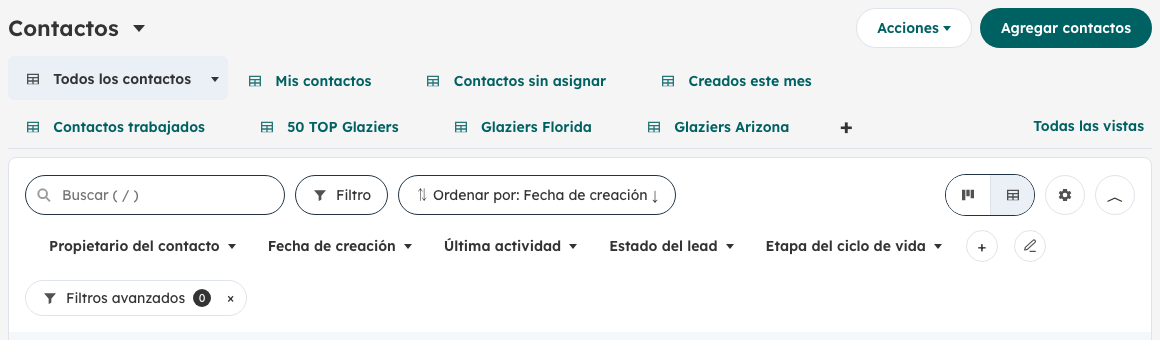 Contactos
Acciones Agregar contactos
Todos los contactos Mis contactos Contactos sin asignar Creados este mes
Contactos trabajados 50 TOP Glaziers Glaziers Florida Glaziers Arizona + Todas las vistas
Buscar ( / ) Filtro Ordenar por: Fecha de creación ↓
Propietario del contacto Fecha de creación Última actividad Estado del lead Etapa del ciclo de vida +
Filtros avanzados 0 ×